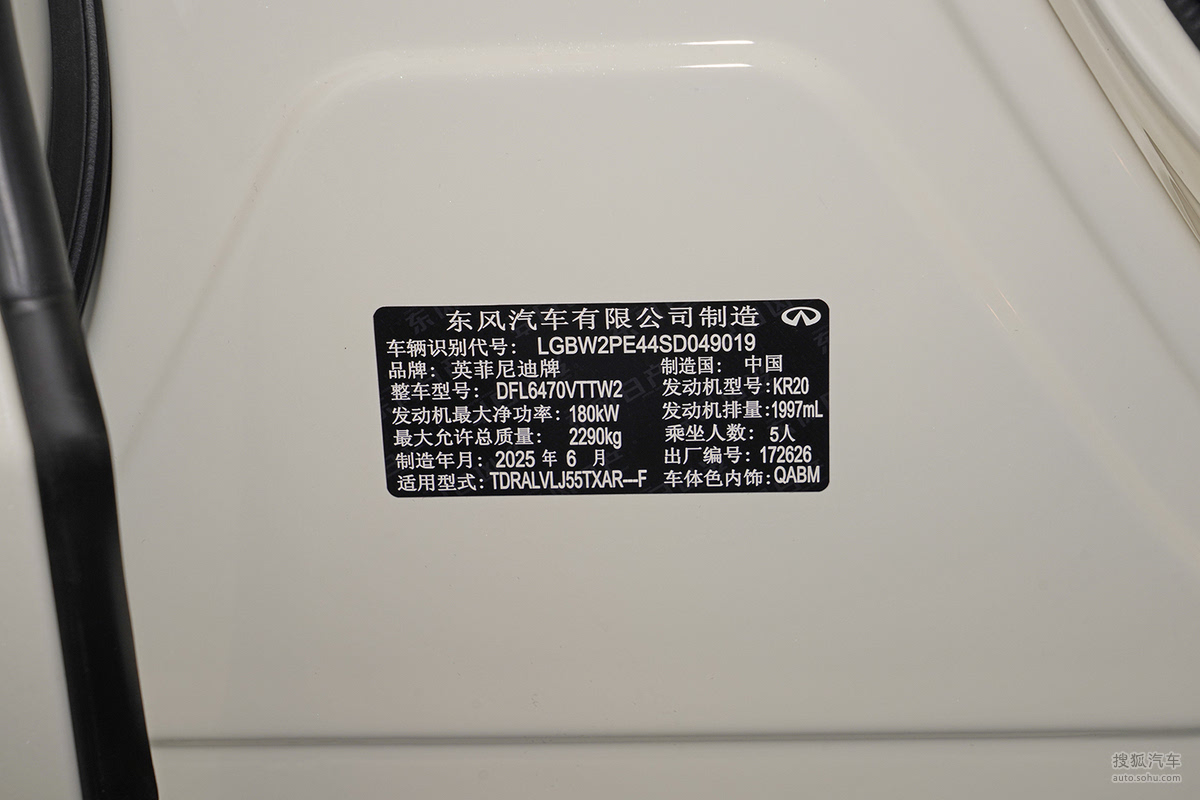 东风汽车有限公司制造
车辆识别代号： LGBW2PE44SD049019
品牌： 英菲尼迪牌 制造国： 中国
整车型号： DFL6470VTTW2 发动机型号：KR20
发动机最大净功率：180kW 发动机排量：1997mL
最大允许总质量： 2290kg 乘坐人数： 5人
制造年月：2025 年 6 月 出厂编号：172626
适用型式：TDRALVLJ55TXAR---F 车体色内饰：QABM
搜狐汽车
auto.sohu.com